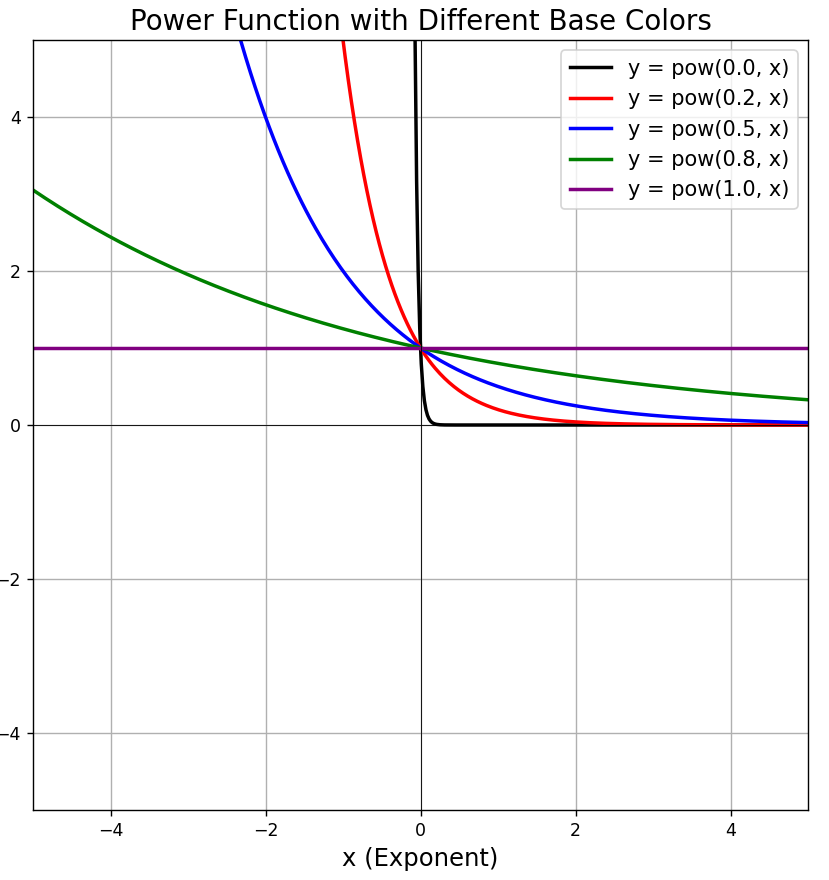 Power Function with Different Base Colors
y = pow(0.0, x)
y = pow(0.2, x)
y = pow(0.5, x)
y = pow(0.8, x)
y = pow(1.0, x)
4
2
0
−2
−4
−4 −2 0 2 4
x (Exponent)